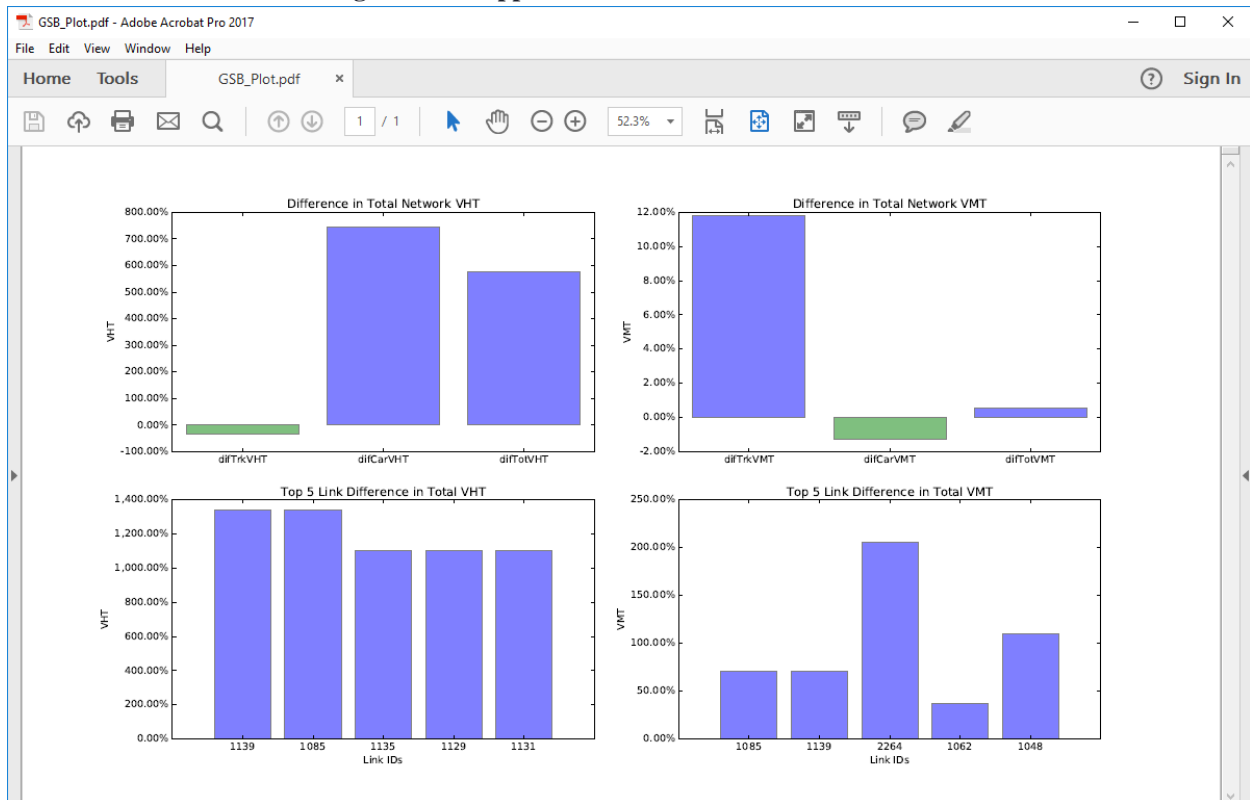 GSB_Plot.pdf - Adobe Acrobat Pro 2017
File Edit View Window Help
Home Tools GSB_Plot.pdf × ? Sign In
1 / 1 52.3%
Difference in Total Network VHT
800.00%
700.00%
600.00%
500.00%
400.00%
300.00%
200.00%
100.00%
0.00%
-100.00%
VHT
difTrkVHT difCarVHT difTotVHT
Difference in Total Network VMT
12.00%
10.00%
8.00%
6.00%
4.00%
2.00%
0.00%
-2.00%
VMT
difTrkVMT difCarVMT difTotVMT
Top 5 Link Difference in Total VHT
1,400.00%
1,200.00%
1,000.00%
800.00%
600.00%
400.00%
200.00%
0.00%
VHT
1139 1085 1135 1129 1131
Link IDs
Top 5 Link Difference in Total VMT
250.00%
200.00%
150.00%
100.00%
50.00%
0.00%
VMT
1085 1139 2264 1062 1048
Link IDs